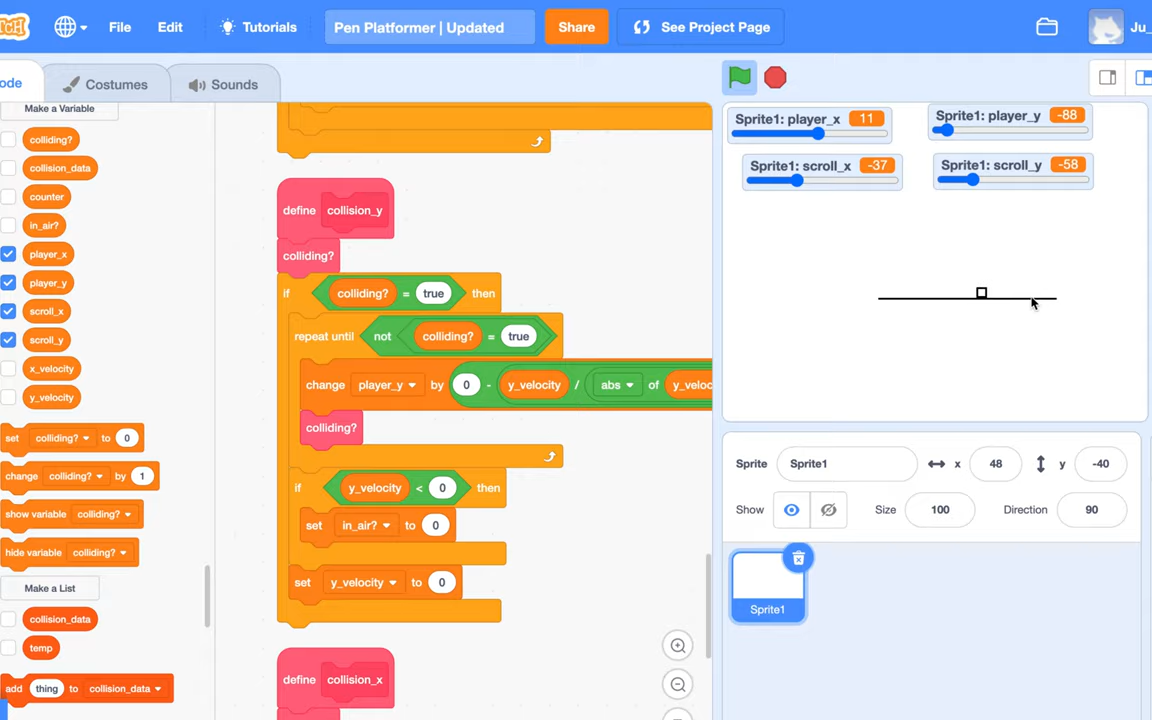 TCH File Edit Tutorials Pen Platformer | Updated Share See Project Page Ju_
ode Costumes Sounds
Make a Variable
colliding?
collision_data
counter
in_air?
player_x
player_y
scroll_x
scroll_y
x_velocity
y_velocity
set colliding? to 0
change colliding? by 1
show variable colliding?
hide variable colliding?
Make a List
collision_data
temp
add thing to collision_data
define collision_y
colliding?
if colliding? = true then
repeat until not colliding? = true
change player_y by 0 - y_velocity / abs of y_veloc
colliding?
if y_velocity < 0 then
set in_air? to 0
set y_velocity to 0
define collision_x
Sprite1: player_x 11
Sprite1: player_y -88
Sprite1: scroll_x -37
Sprite1: scroll_y -58
Sprite Sprite1 x 48 y -40
Show Size 100 Direction 90
Sprite1